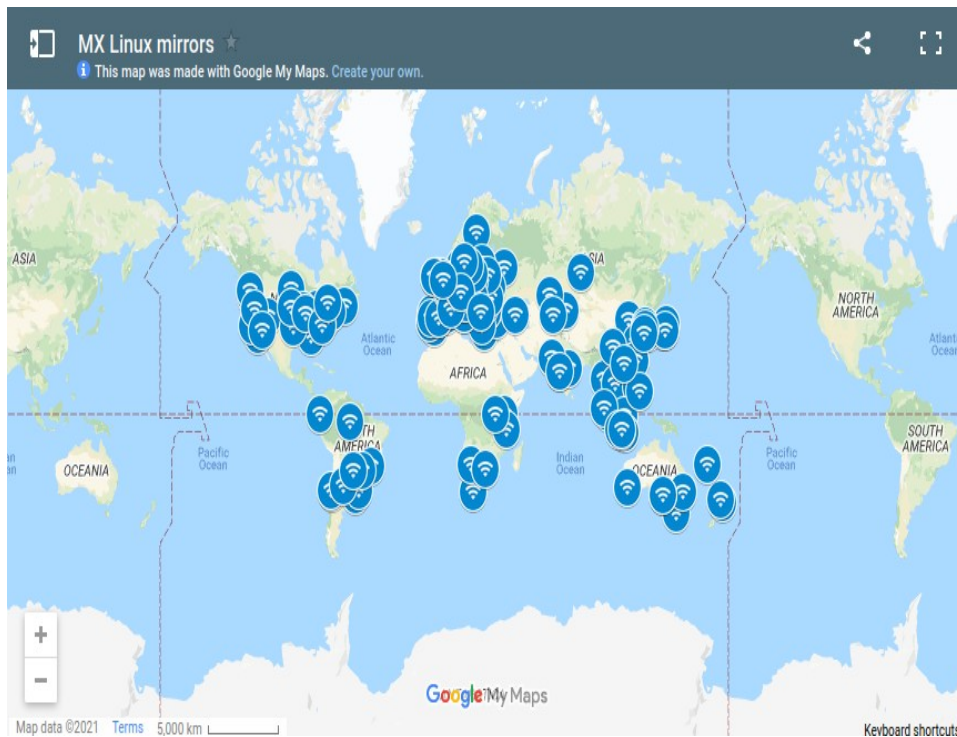 MX Linux mirrors
This map was made with Google My Maps. Create your own.
ASIA
NORTH
AMERICA
Atlantic
Ocean
AFRICA
AMERICA
SOUTH
AMERICA
OCEANIA
Pacific
Ocean
Indian
Ocean
OCEANIA
Pacific
Ocean
Google My Maps
Map data ©2021 Terms 5,000 km
Keyboard shortcuts